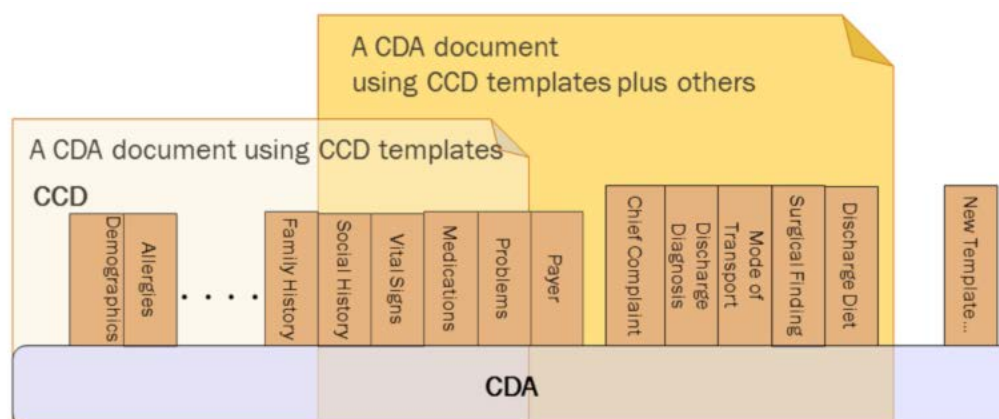 A CDA document
using CCD templates plus others
A CDA document using CCD templates
CCD
Demographics
Allergies
. . . .
Family History
Social History
Vital Signs
Medications
Problems
Payer
Chief Complaint
Discharge
Diagnosis
Mode of
Transport
Surgical Finding
Discharge Diet
New Template...
CDA